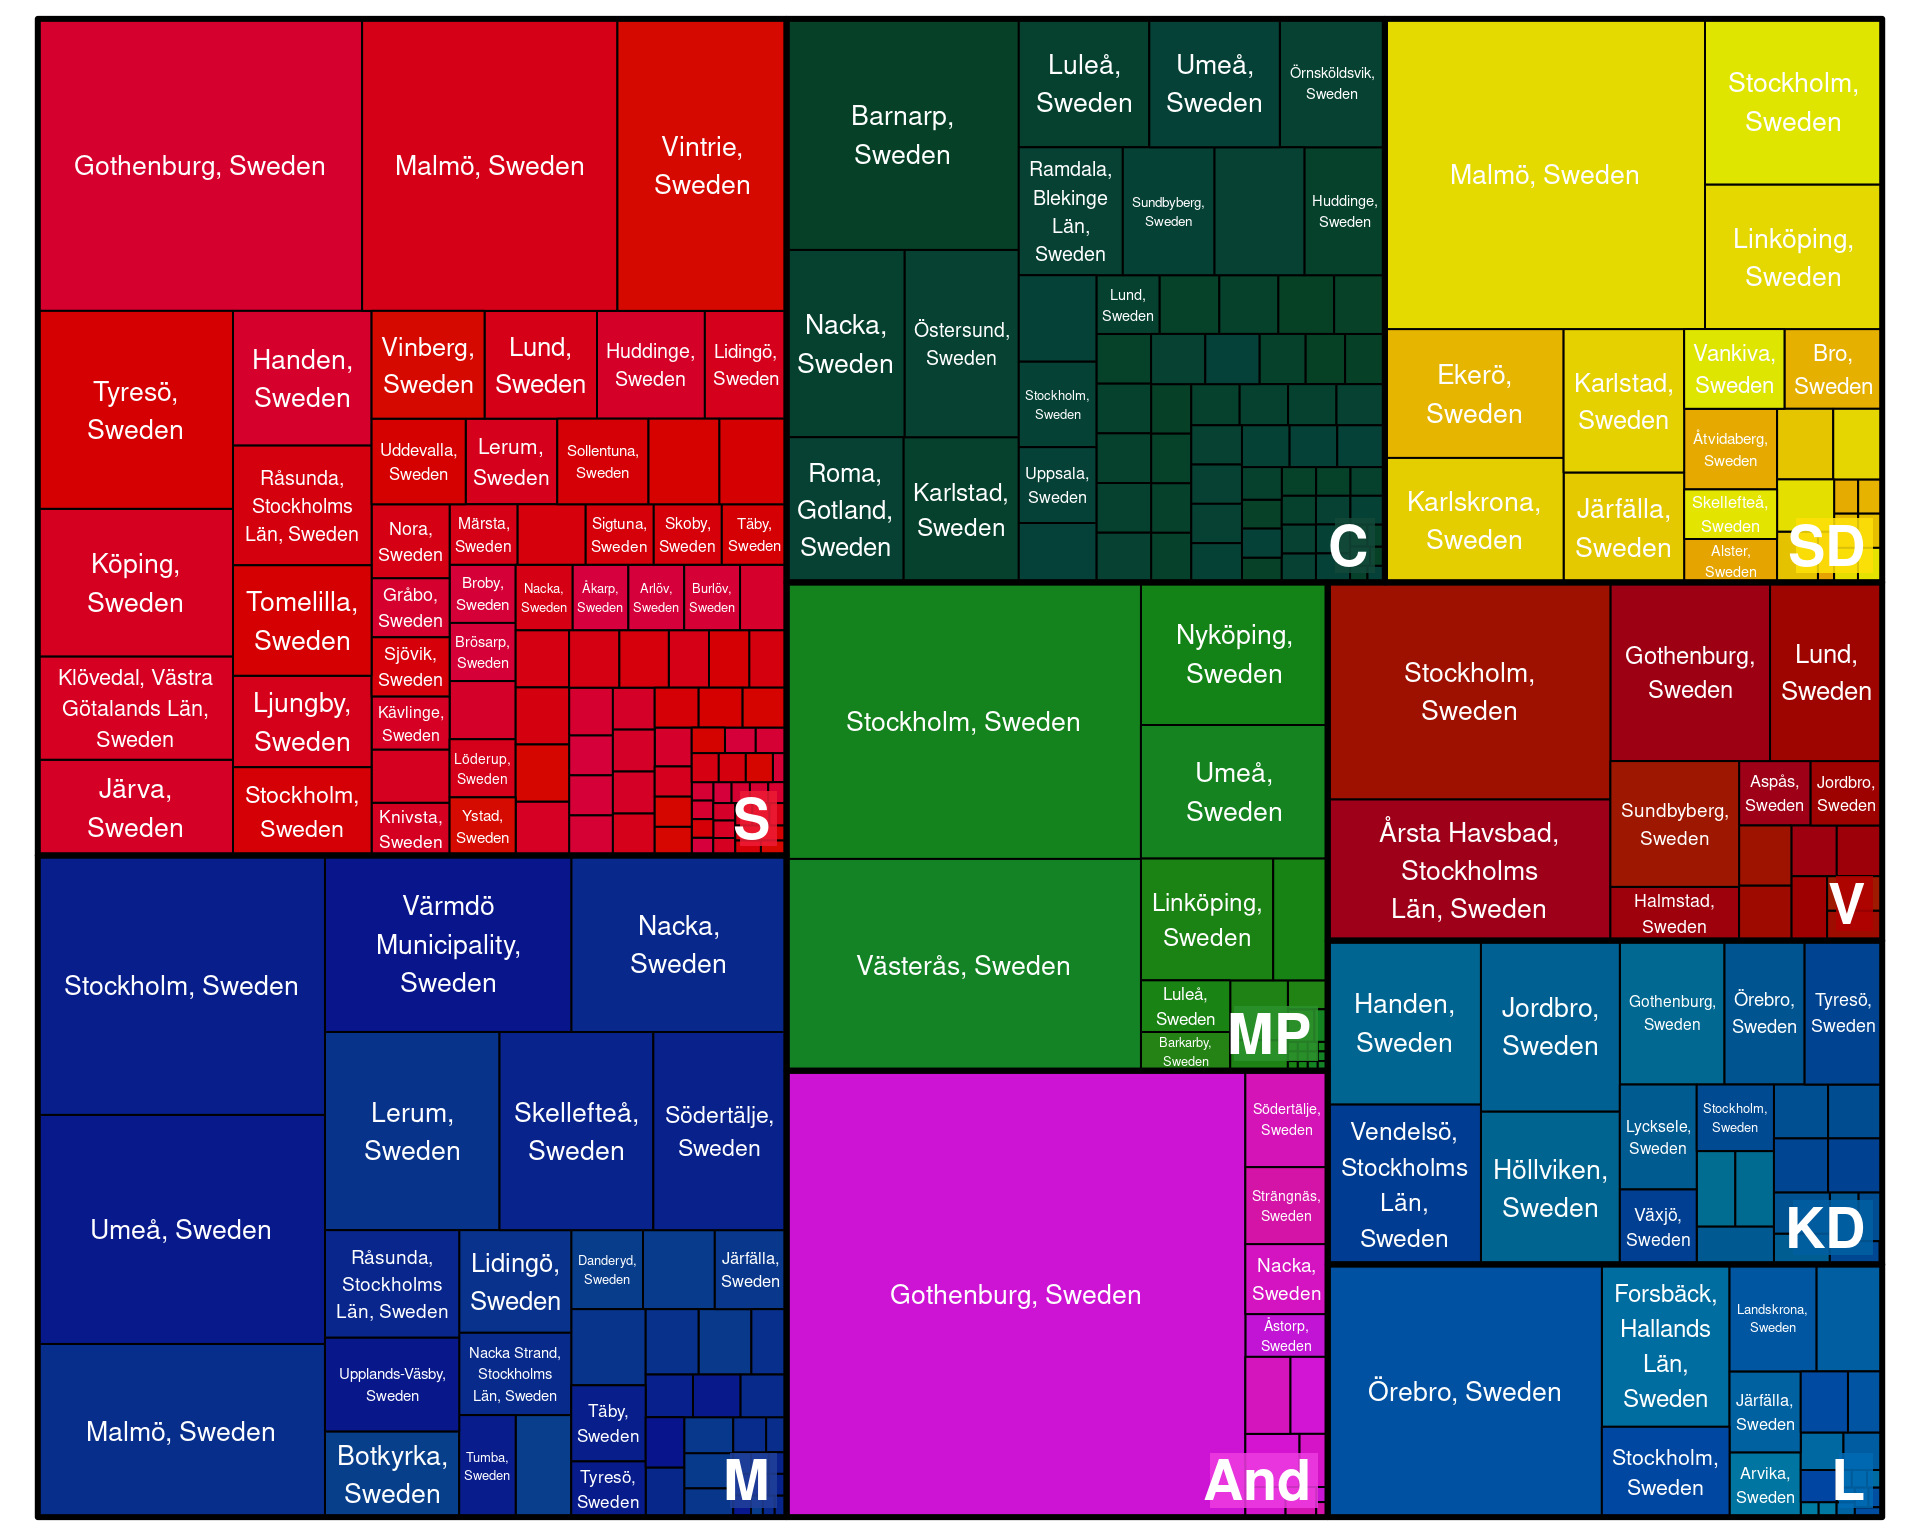 Gothenburg, Sweden
Malmö, Sweden
Vintrie,
Sweden
Tyresö,
Sweden
Handen,
Sweden
Vinberg,
Sweden
Lund,
Sweden
Huddinge,
Sweden
Lidingö,
Sweden
Uddevalla,
Sweden
Lerum,
Sweden
Sollentuna,
Sweden
Råsunda,
Stockholms
Län, Sweden
Köping,
Sweden
Nora,
Sweden
Märsta,
Sweden
Sigtuna,
Sweden
Skoby,
Sweden
Täby,
Sweden
Tomelilla,
Sweden
Gråbo,
Sweden
Broby,
Sweden
Nacka,
Sweden
Åkarp,
Sweden
Arlöv,
Sweden
Burlöv,
Sweden
Klövedal, Västra
Götalands Län,
Sweden
Sjövik,
Sweden
Brösarp,
Sweden
Ljungby,
Sweden
Kävlinge,
Sweden
Löderup,
Sweden
Järva,
Sweden
Stockholm,
Sweden
Knivsta,
Sweden
Ystad,
Sweden
S
Barnarp,
Sweden
Luleå,
Sweden
Umeå,
Sweden
Örnsköldsvik,
Sweden
Ramdala,
Blekinge
Län,
Sweden
Sundbyberg,
Sweden
Huddinge,
Sweden
Nacka,
Sweden
Östersund,
Sweden
Lund,
Sweden
Stockholm,
Sweden
Roma,
Gotland,
Sweden
Karlstad,
Sweden
Uppsala,
Sweden
C
Malmö, Sweden
Stockholm,
Sweden
Linköping,
Sweden
Ekerö,
Sweden
Karlstad,
Sweden
Vankiva,
Sweden
Bro,
Sweden
Åtvidaberg,
Sweden
Karlskrona,
Sweden
Järfälla,
Sweden
Skellefteå,
Sweden
Alster,
Sweden
SD
Stockholm, Sweden
Nyköping,
Sweden
Umeå,
Sweden
Västerås, Sweden
Linköping,
Sweden
Luleå,
Sweden
Barkarby,
Sweden
MP
Stockholm,
Sweden
Gothenburg,
Sweden
Lund,
Sweden
Årsta Havsbad,
Stockholms
Län, Sweden
Sundbyberg,
Sweden
Aspås,
Sweden
Jordbro,
Sweden
Halmstad,
Sweden
V
Stockholm, Sweden
Värmdö
Municipality,
Sweden
Nacka,
Sweden
Umeå, Sweden
Lerum,
Sweden
Skellefteå,
Sweden
Södertälje,
Sweden
Råsunda,
Stockholms
Län, Sweden
Lidingö,
Sweden
Danderyd,
Sweden
Järfälla,
Sweden
Malmö, Sweden
Upplands-Väsby,
Sweden
Nacka Strand,
Stockholms
Län, Sweden
Täby,
Sweden
Botkyrka,
Sweden
Tumba,
Sweden
Tyresö,
Sweden
M
Gothenburg, Sweden
Södertälje,
Sweden
Strängnäs,
Sweden
Nacka,
Sweden
Åstorp,
Sweden
And
Handen,
Sweden
Jordbro,
Sweden
Gothenburg,
Sweden
Örebro,
Sweden
Tyresö,
Sweden
Vendelsö,
Stockholms
Län,
Sweden
Höllviken,
Sweden
Lycksele,
Sweden
Stockholm,
Sweden
Växjö,
Sweden
KD
Örebro, Sweden
Forsbäck,
Hallands
Län,
Sweden
Landskrona,
Sweden
Stockholm,
Sweden
Järfälla,
Sweden
Arvika,
Sweden
L